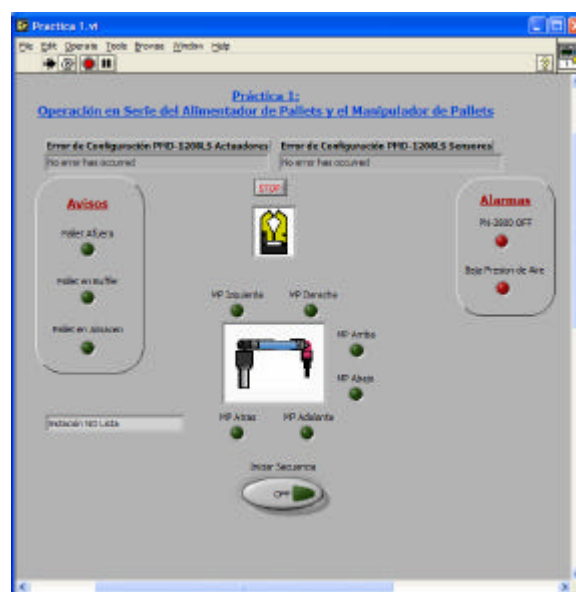 Practica 1.vi
File Edit Operate Tools Browse Window Help
Práctica 1:
Operación en Serie del Alimentador de Pallets y el Manipulador de Pallets
Error de Configuración PMD-1208LS Actuadores
Error de Configuración PMD-1208LS Sensores
No error has occurred
No error has occurred
STOP
Avisos
Pallet Afuera
Pallet en Buffer
Pallet en Almacen
Alarmas
OFF
Baja Presion de Aire
MP Izquierda
MP Derecha
MP Arriba
MP Abajo
MP Atras
MP Adelante
Estación NO Lista
Iniciar Secuencia
OFF